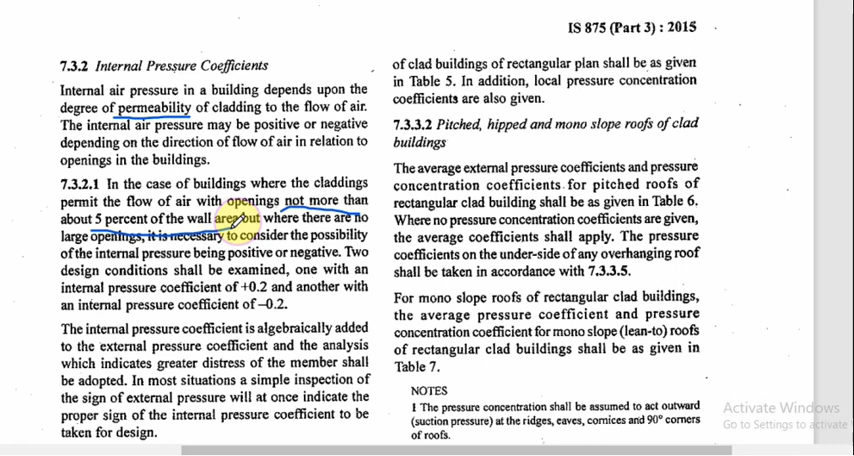 IS 875 (Part 3) : 2015
7.3.2 Internal Pressure Coefficients
Internal air pressure in a building depends upon the
degree of permeability of cladding to the flow of air.
The internal air pressure may be positive or negative
depending on the direction of flow of air in relation to
openings in the buildings.
7.3.2.1 In the case of buildings where the claddings
permit the flow of air with openings not more than
about 5 percent of the wall area but where there are no
large openings, it is necessary to consider the possibility
of the internal pressure being positive or negative. Two
design conditions shall be examined, one with an
internal pressure coefficient of +0.2 and another with
an internal pressure coefficient of –0.2.
The internal pressure coefficient is algebraically added
to the external pressure coefficient and the analysis
which indicates greater distress of the member shall
be adopted. In most situations a simple inspection of
the sign of external pressure will at once indicate the
proper sign of the internal pressure coefficient to be
taken for design.
of clad buildings of rectangular plan shall be as given
in Table 5. In addition, local pressure concentration
coefficients are also given.
7.3.3.2 Pitched, hipped and mono slope roofs of clad
buildings
The average external pressure coefficients and pressure
concentration coefficients for pitched roofs of
rectangular clad building shall be as given in Table 6.
Where no pressure concentration coefficients are given,
the average coefficients shall apply. The pressure
coefficients on the under-side of any overhanging roof
shall be taken in accordance with 7.3.3.5.
For mono slope roofs of rectangular clad buildings,
the average pressure coefficient and pressure
concentration coefficient for mono slope (lean-to) roofs
of rectangular clad buildings shall be as given in
Table 7.
NOTES
1 The pressure concentration shall be assumed to act outward
(suction pressure) at the ridges, eaves, cornices and 90° corners
of roofs.
Activate Windows
Go to Settings to activate